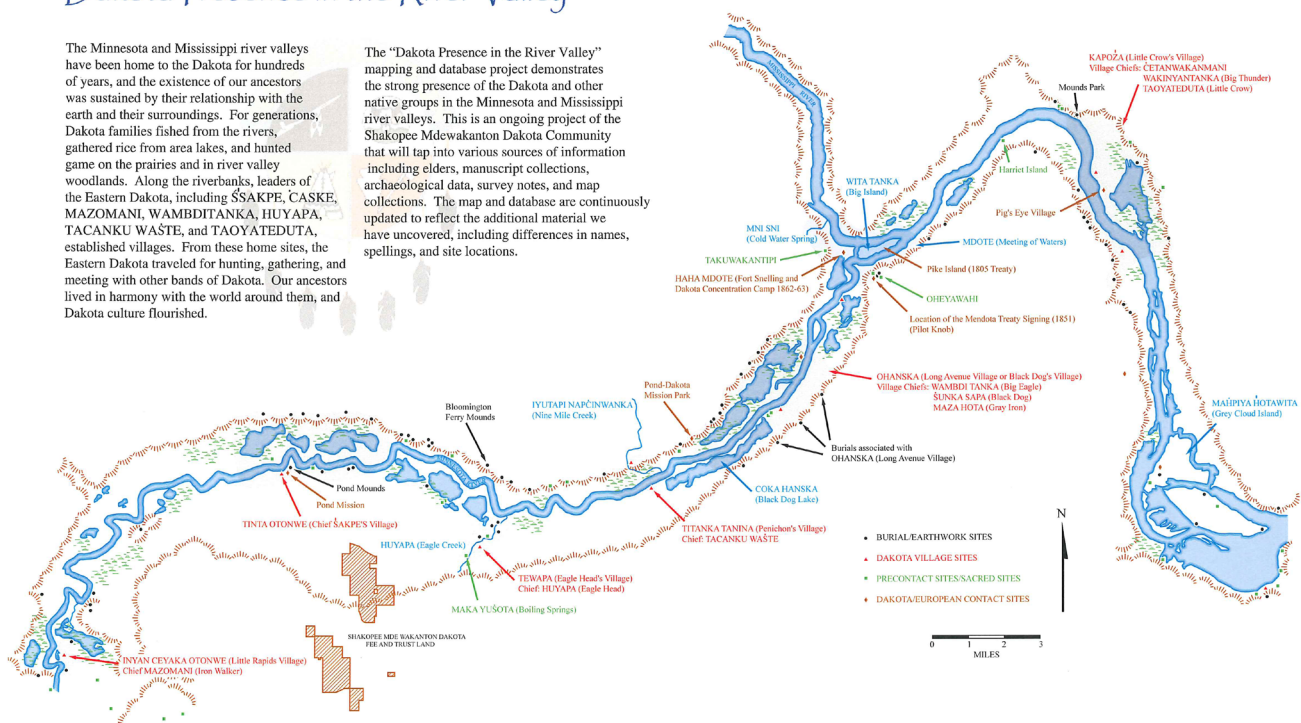 Dakota Presence in the River Valley
The Minnesota and Mississippi river valleys
have been home to the Dakota for hundreds
of years, and the existence of our ancestors
was sustained by their relationship with the
earth and their surroundings. For generations,
Dakota families fished from the rivers,
gathered rice from area lakes, and hunted
game on the prairies and in river valley
woodlands. Along the riverbanks, leaders of
the Eastern Dakota, including ŠSAKPE, ĊASKE,
MAZOMANI, WAMBDITANKA, HUYAPA,
TACANKU WAŠTE, and TAOYATEDUTA,
established villages. From these home sites, the
Eastern Dakota traveled for hunting, gathering, and
meeting with other bands of Dakota. Our ancestors
lived in harmony with the world around them, and
Dakota culture flourished.
The “Dakota Presence in the River Valley”
mapping and database project demonstrates
the strong presence of the Dakota and other
native groups in the Minnesota and Mississippi
river valleys. This is an ongoing project of the
Shakopee Mdewakanton Dakota Community
that will tap into various sources of information
including elders, manuscript collections,
archaeological data, survey notes, and map
collections. The map and database are continuously
updated to reflect the additional material we
have uncovered, including differences in names,
spellings, and site locations.
MISSISSIPPI RIVER
KAPOŻA (Little Crow's Village)
Village Chiefs: ĊETANWAKANMANI
WAKINYANTANKA (Big Thunder)
TAOYATEDUTA (Little Crow)
Mounds Park
Harriet Island
WITA TANKA
(Big Island)
Pig's Eye Village
MNI SNI
(Cold Water Spring)
MDOTE (Meeting of Waters)
TAKUWAKANTIPI
Pike Island (1805 Treaty)
HAHA MDOTE (Fort Snelling and
Dakota Concentration Camp 1862-63)
OHEYAWAHI
Location of the Mendota Treaty Signing (1851)
(Pilot Knob)
OHANSKA (Long Avenue Village or Black Dog's Village)
Village Chiefs: WAMBDI TANKA (Big Eagle)
ŠUNKA SAPA (Black Dog)
MAZA HOTA (Gray Iron)
Pond-Dakota
Mission Park
IYUTAPI NAPĊINWANKA
(Nine Mile Creek)
Bloomington
Ferry Mounds
MAḢPIYA ḢOTAWITA
(Grey Cloud Island)
Burials associated with
OHANSKA (Long Avenue Village)
Pond Mounds
Pond Mission
COKA HANSKA
(Black Dog Lake)
TINTA OTONWE (Chief ŠAKPE'S Village)
TITANKA TANINA (Penichon's Village)
Chief: TACANKU WAŠTE
HUYAPA (Eagle Creek)
TEWAPA (Eagle Head's Village)
Chief: HUYAPA (Eagle Head)
MAKA YUŠOTA (Boiling Springs)
SHAKOPEE MDE WAKANTON DAKOTA
FEE AND TRUST LAND
INYAN CEYAKA OTONWE (Little Rapids Village)
Chief MAZOMANI (Iron Walker)
N
BURIAL/EARTHWORK SITES
DAKOTA VILLAGE SITES
PRECONTACT SITES/SACRED SITES
DAKOTA/EUROPEAN CONTACT SITES
0 1 2 3
MILES